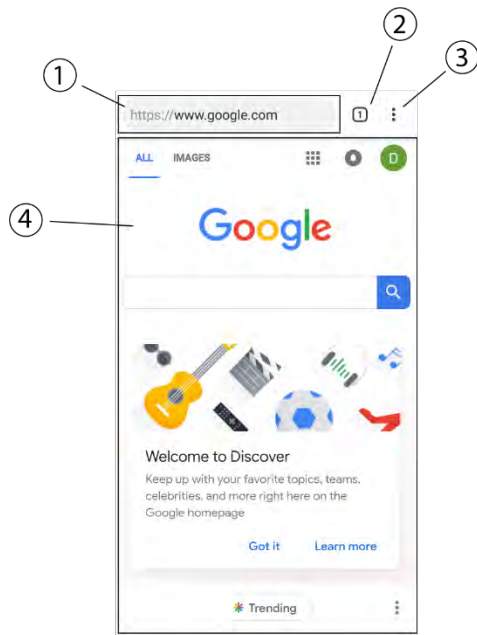 2
1
3
https://www.google.com
1
ALL IMAGES
D
4
Google
Welcome to Discover
Keep up with your favorite topics, teams,
celebrities, and more right here on the
Google homepage
Got it Learn more
Trending